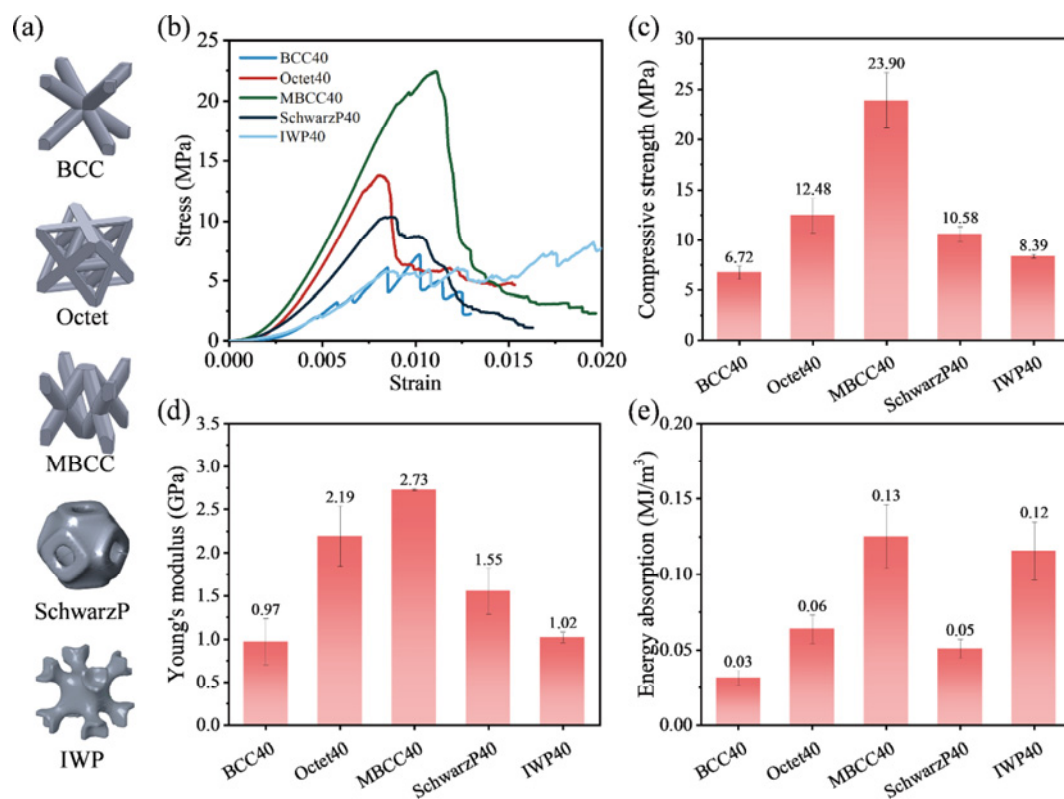 (a)
BCC
Octet
MBCC
SchwarzP
IWP
(b)
25
20
15
10
5
0
0.000 0.005 0.010 0.015 0.020
Stress (MPa)
Strain
BCC40
Octet40
MBCC40
SchwarzP40
IWP40
(c)
30
25
20
15
10
5
0
Compressive strength (MPa)
6.72
12.48
23.90
10.58
8.39
BCC40
Octet40
MBCC40
SchwarzP40
IWP40
(d)
3.5
3.0
2.5
2.0
1.5
1.0
0.5
0.0
Young's modulus (GPa)
0.97
2.19
2.73
1.55
1.02
BCC40
Octet40
MBCC40
SchwarzP40
IWP40
(e)
0.20
0.15
0.10
0.05
0.00
Energy absorption (MJ/m³)
0.03
0.06
0.13
0.05
0.12
BCC40
Octet40
MBCC40
SchwarzP40
IWP40